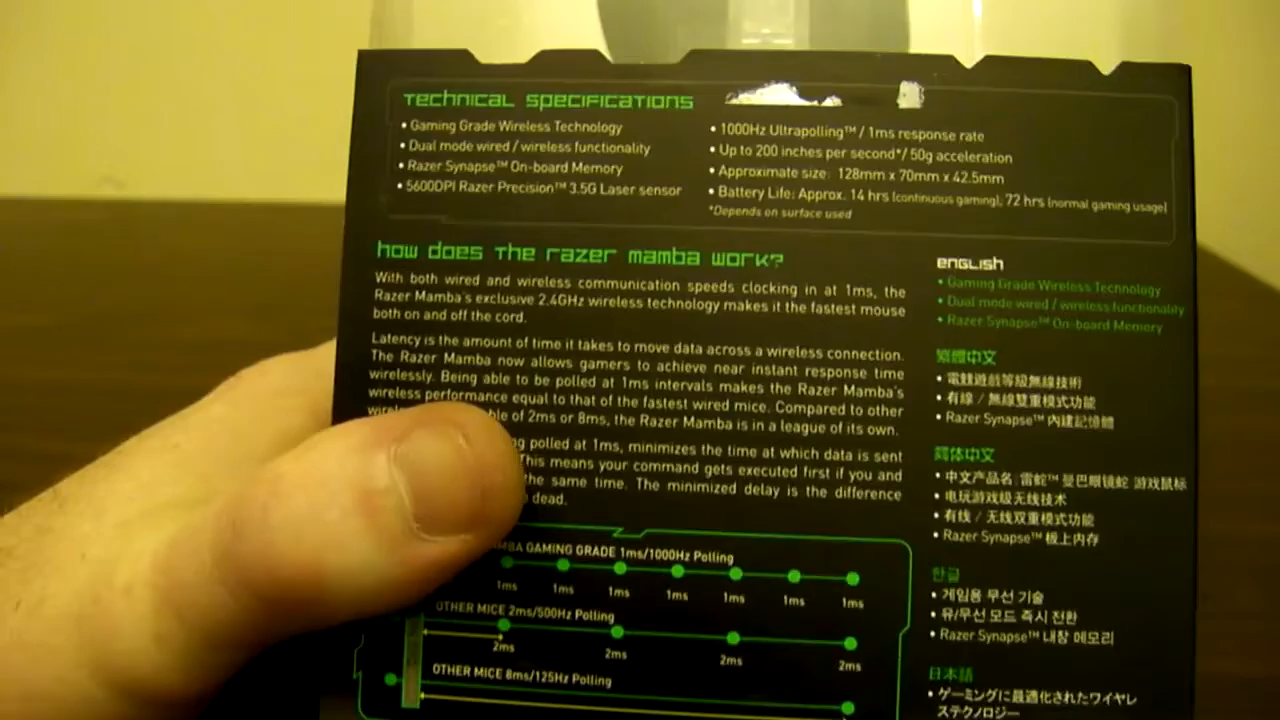 Technical Specifications
• Gaming Grade Wireless Technology
• Dual mode wired / wireless functionality
• Razer Synapse™ On-board Memory
• 5600DPI Razer Precision™ 3.5G Laser sensor
• 1000Hz Ultrapolling™ / 1ms response rate
• Up to 200 inches per second*/ 50g acceleration
• Approximate size: 128mm x 70mm x 42.5mm
• Battery Life: Approx. 14 hrs (continuous gaming), 72 hrs (normal gaming usage)
*Depends on surface used
how does the razer mamba work?
With both wired and wireless communication speeds clocking in at 1ms, the
Razer Mamba's exclusive 2.4GHz wireless technology makes it the fastest mouse
both on and off the cord.
Latency is the amount of time it takes to move data across a wireless connection.
The Razer Mamba now allows gamers to achieve near instant response time
wirelessly. Being able to be polled at 1ms intervals makes the Razer Mamba's
wireless performance equal to that of the fastest wired mice. Compared to other
of 2ms or 8ms, the Razer Mamba is in a league of its own.
polled at 1ms, minimizes the time at which data is sent
This means your command gets executed first if you and
the same time. The minimized delay is the difference
dead.
GAMING GRADE 1ms/1000Hz Polling
1ms 1ms 1ms 1ms 1ms 1ms 1ms
OTHER MICE 2ms/500Hz Polling
2ms 2ms 2ms 2ms
OTHER MICE 8ms/125Hz Polling
English
• Gaming Grade Wireless Technology
• Dual mode wired / wireless functionality
• Razer Synapse™ On-board Memory
繁體中文
• 電競遊戲等級無線技術
• 有線 / 無線雙重模式功能
• Razer Synapse™ 內建記憶體
简体中文
• 中文产品名: 雷蛇™ 曼巴眼镜蛇 游戏鼠标
• 电玩游戏级无线技术
• 有线 / 无线双重模式功能
• Razer Synapse™ 板上内存
한글
• 게임용 무선 기술
• 유/무선 모드 즉시 전환
• Razer Synapse™ 내장 메모리
日本語
• ゲーミングに最適化されたワイヤレ
ステクノロジー